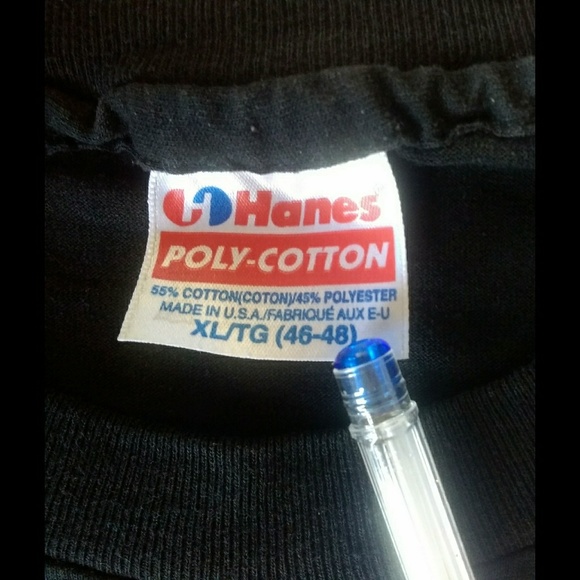 Hanes
POLY-COTTON
55% COTTON(COTON)/45% POLYESTER
MADE IN U.S.A./FABRIQUÉ AUX E-U
XL/TG (46-48)